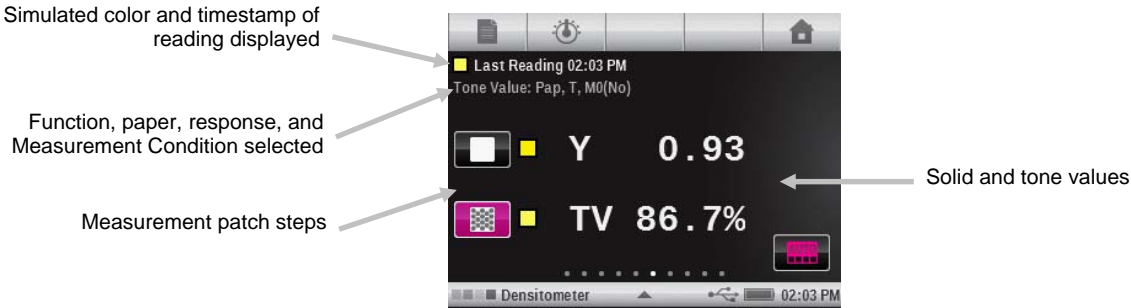 Simulated color and timestamp of
reading displayed
Function, paper, response, and
Measurement Condition selected
Measurement patch steps
Last Reading 02:03 PM
Tone Value: Pap, T, M0(No)
Y 0.93
TV 86.7%
AUTO
Densitometer 02:03 PM
Solid and tone values